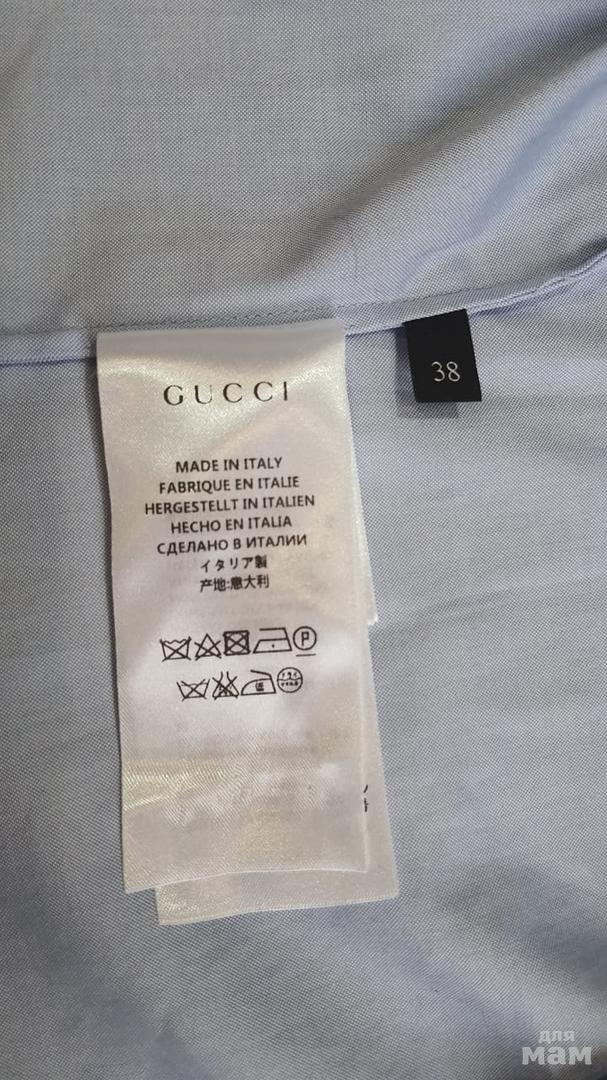 GUCCI
38
MADE IN ITALY
FABRIQUE EN ITALIE
HERGESTELLT IN ITALIEN
HECHO EN ITALIA
СДЕЛАНО В ИТАЛИИ
イタリア製
产地:意大利
P
для
мам